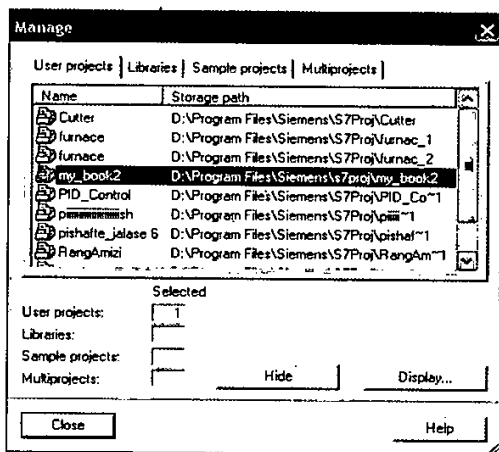 Manage
User projects Libraries Sample projects Multiprojects
Name Storage path
Cutter D:\Program Files\Siemens\S7Proj\Cutter
furnace D:\Program Files\Siemens\S7Proj\furnac_1
furnace D:\Program Files\Siemens\S7Proj\furnac_2
my_book2 D:\Program Files\Siemens\s7proj\my_book2
PID_Control D:\Program Files\Siemens\S7Proj\PID_Co~1
D:\Program Files\Siemens\S7Proj\
pishafte_jalase 6 D:\Program Files\Siemens\S7Proj\pishaf~1
RangAmizi D:\Program Files\Siemens\S7Proj\RangAm~1
Selected
User projects: 1
Libraries:
Sample projects:
Multiprojects:
Hide Display...
Close Help